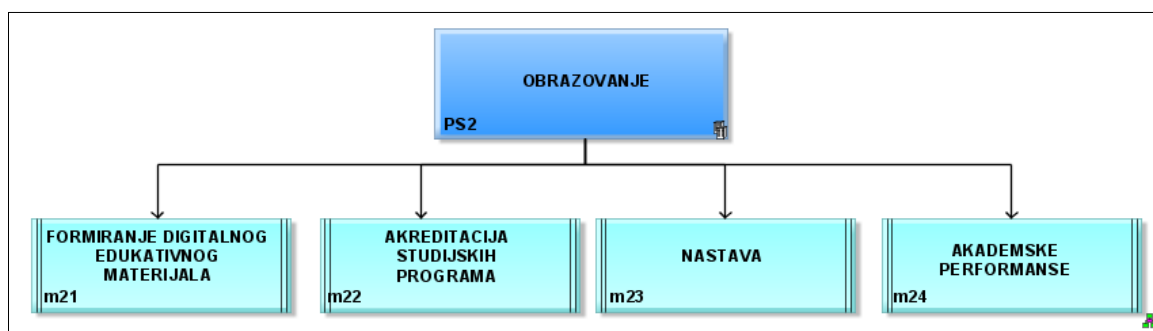 OBRAZOVANJE
PS2
FORMIRANJE DIGITALNOG
EDUKATIVNOG
MATERIJALA
m21
AKREDITACIJA
STUDIJSKIH
PROGRAMA
m22
NASTAVA
m23
AKADEMSKE
PERFORMANSE
m24